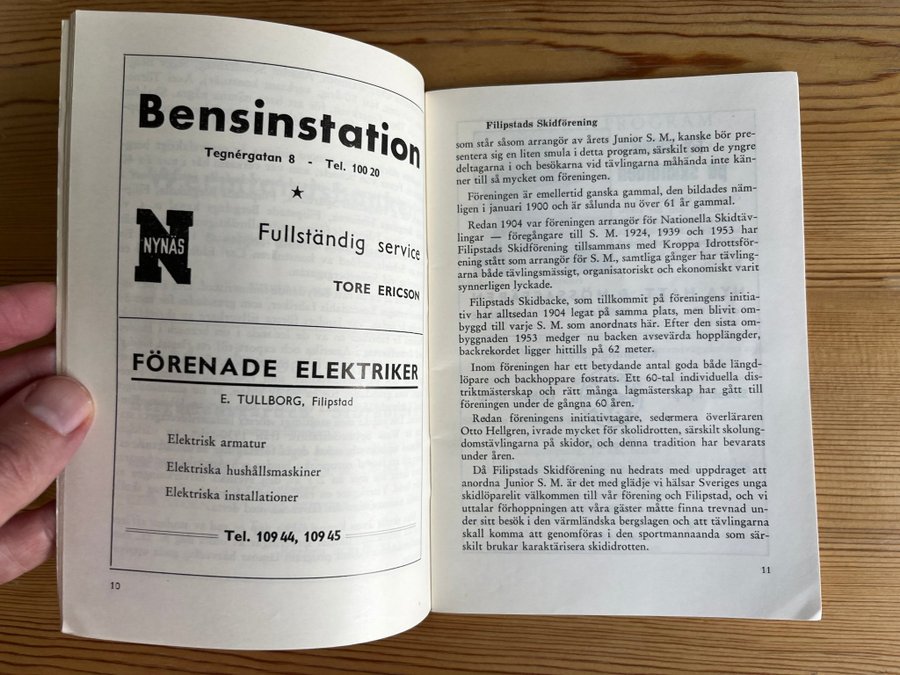 Bensinstation
Tegnérgatan 8 - Tel. 100 20
NYNÄS
Fullständig service
TORE ERICSON
FÖRENADE ELEKTRIKER
E. TULLBORG, Filipstad
Elektrisk armatur
Elektriska hushållsmaskiner
Elektriska installationer
Tel. 109 44, 109 45
10
Filipstads Skidförening
som står såsom arrangör av årets Junior S. M., kanske bör pre-
sentera sig en liten smula i detta program, särskilt som de yngre
deltagarna i och besökarna vid tävlingarna måhända inte kän-
ner till så mycket om föreningen.
Föreningen är emellertid ganska gammal, den bildades näm-
ligen i januari 1900 och är sålunda nu över 61 år gammal.
Redan 1904 var föreningen arrangör för Nationella Skidtäv-
lingar — föregångare till S. M. 1924, 1939 och 1953 har
Filipstads Skidförening tillsammans med Kroppa Idrottsför-
ening stått som arrangör för S. M., samtliga gånger har tävling-
arna både tävlingsmässigt, organisatoriskt och ekonomiskt varit
synnerligen lyckade.
Filipstads Skidbacke, som tillkommit på föreningens initia-
tiv har alltsedan 1904 legat på samma plats, men blivit om-
byggd till varje S. M. som anordnats här. Efter den sista om-
byggnaden 1953 medger nu backen avsevärda hopplängder,
backrekordet ligger hittills på 62 meter.
Inom föreningen har ett betydande antal goda både längd-
löpare och backhoppare fostrats. Ett 60-tal individuella dis-
triktmästerskap och rätt många lagmästerskap har gått till
föreningen under de gångna 60 åren.
Redan föreningens initiativtagare, sedermera överläraren
Otto Hellgren, ivrade mycket för skolidrotten, särskilt skolung-
domstävlingarna på skidor, och denna tradition har bevarats
under åren.
Då Filipstads Skidförening nu hedrats med uppdraget att
anordna Junior S. M. är det med glädje vi hälsar Sveriges unga
skidlöparelit välkommen till vår förening och Filipstad, och vi
uttalar förhoppningen att våra gäster måtte finna trevnad un-
der sitt besök i den värmländska bergslagen och att tävlingarna
skall komma att genomföras i den sportmannaanda som sär-
skilt brukar karaktärisera skididrotten.
11